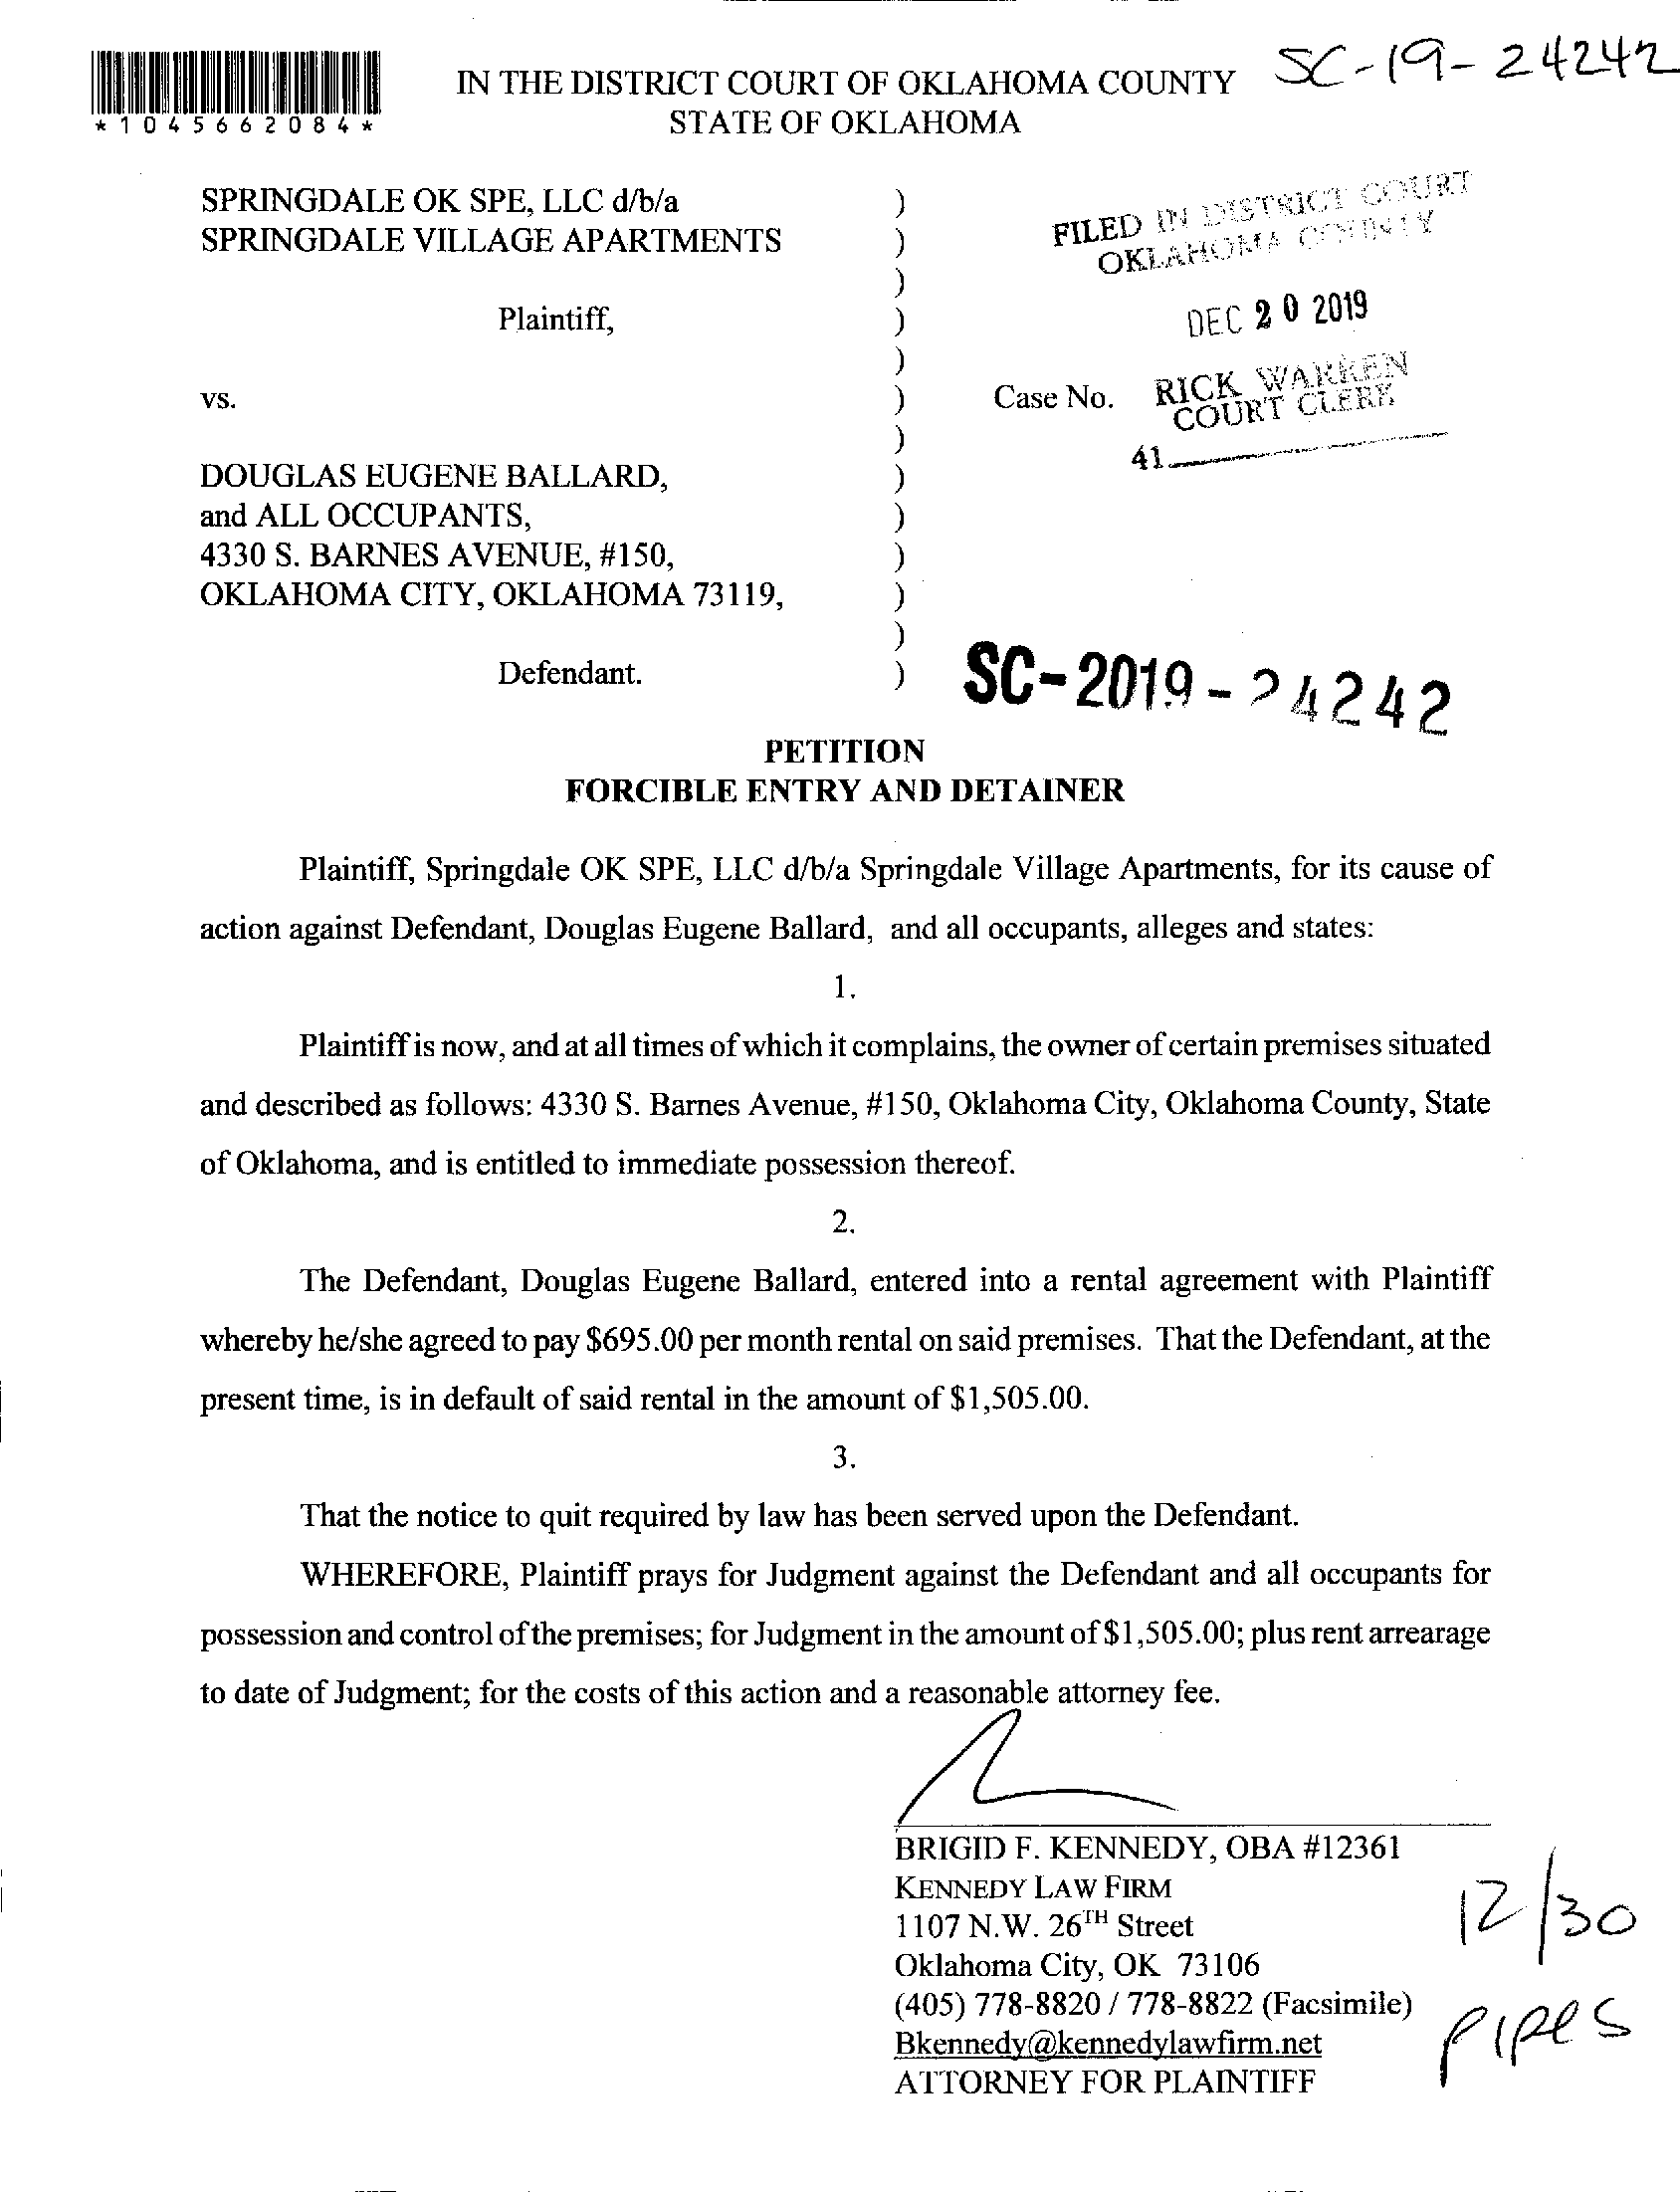 SC-19-24242
*1045662084*
IN THE DISTRICT COURT OF OKLAHOMA COUNTY
STATE OF OKLAHOMA
SPRINGDALE OK SPE, LLC d/b/a )
SPRINGDALE VILLAGE APARTMENTS )
)
Plaintiff, )
)
vs. )
)
DOUGLAS EUGENE BALLARD, )
and ALL OCCUPANTS, )
4330 S. BARNES AVENUE, #150, )
OKLAHOMA CITY, OKLAHOMA 73119, )
)
Defendant. )
FILED IN DISTRICT COURT
OKLAHOMA COUNTY
DEC 20 2019
Case No.
RICK WARREN
COURT CLERK
41
SC-2019-24242
PETITION
FORCIBLE ENTRY AND DETAINER
Plaintiff, Springdale OK SPE, LLC d/b/a Springdale Village Apartments, for its cause of
action against Defendant, Douglas Eugene Ballard, and all occupants, alleges and states:
1.
Plaintiff is now, and at all times of which it complains, the owner of certain premises situated
and described as follows: 4330 S. Barnes Avenue, #150, Oklahoma City, Oklahoma County, State
of Oklahoma, and is entitled to immediate possession thereof.
2.
The Defendant, Douglas Eugene Ballard, entered into a rental agreement with Plaintiff
whereby he/she agreed to pay $695.00 per month rental on said premises. That the Defendant, at the
present time, is in default of said rental in the amount of $1,505.00.
3.
That the notice to quit required by law has been served upon the Defendant.
WHEREFORE, Plaintiff prays for Judgment against the Defendant and all occupants for
possession and control of the premises; for Judgment in the amount of $1,505.00; plus rent arrearage
to date of Judgment; for the costs of this action and a reasonable attorney fee.
BRIGID F. KENNEDY, OBA #12361
KENNEDY LAW FIRM
1107 N.W. 26TH Street
Oklahoma City, OK 73106
(405) 778-8820 / 778-8822 (Facsimile)
Bkennedy@kennedylawfirm.net
ATTORNEY FOR PLAINTIFF
12/30
Pipes